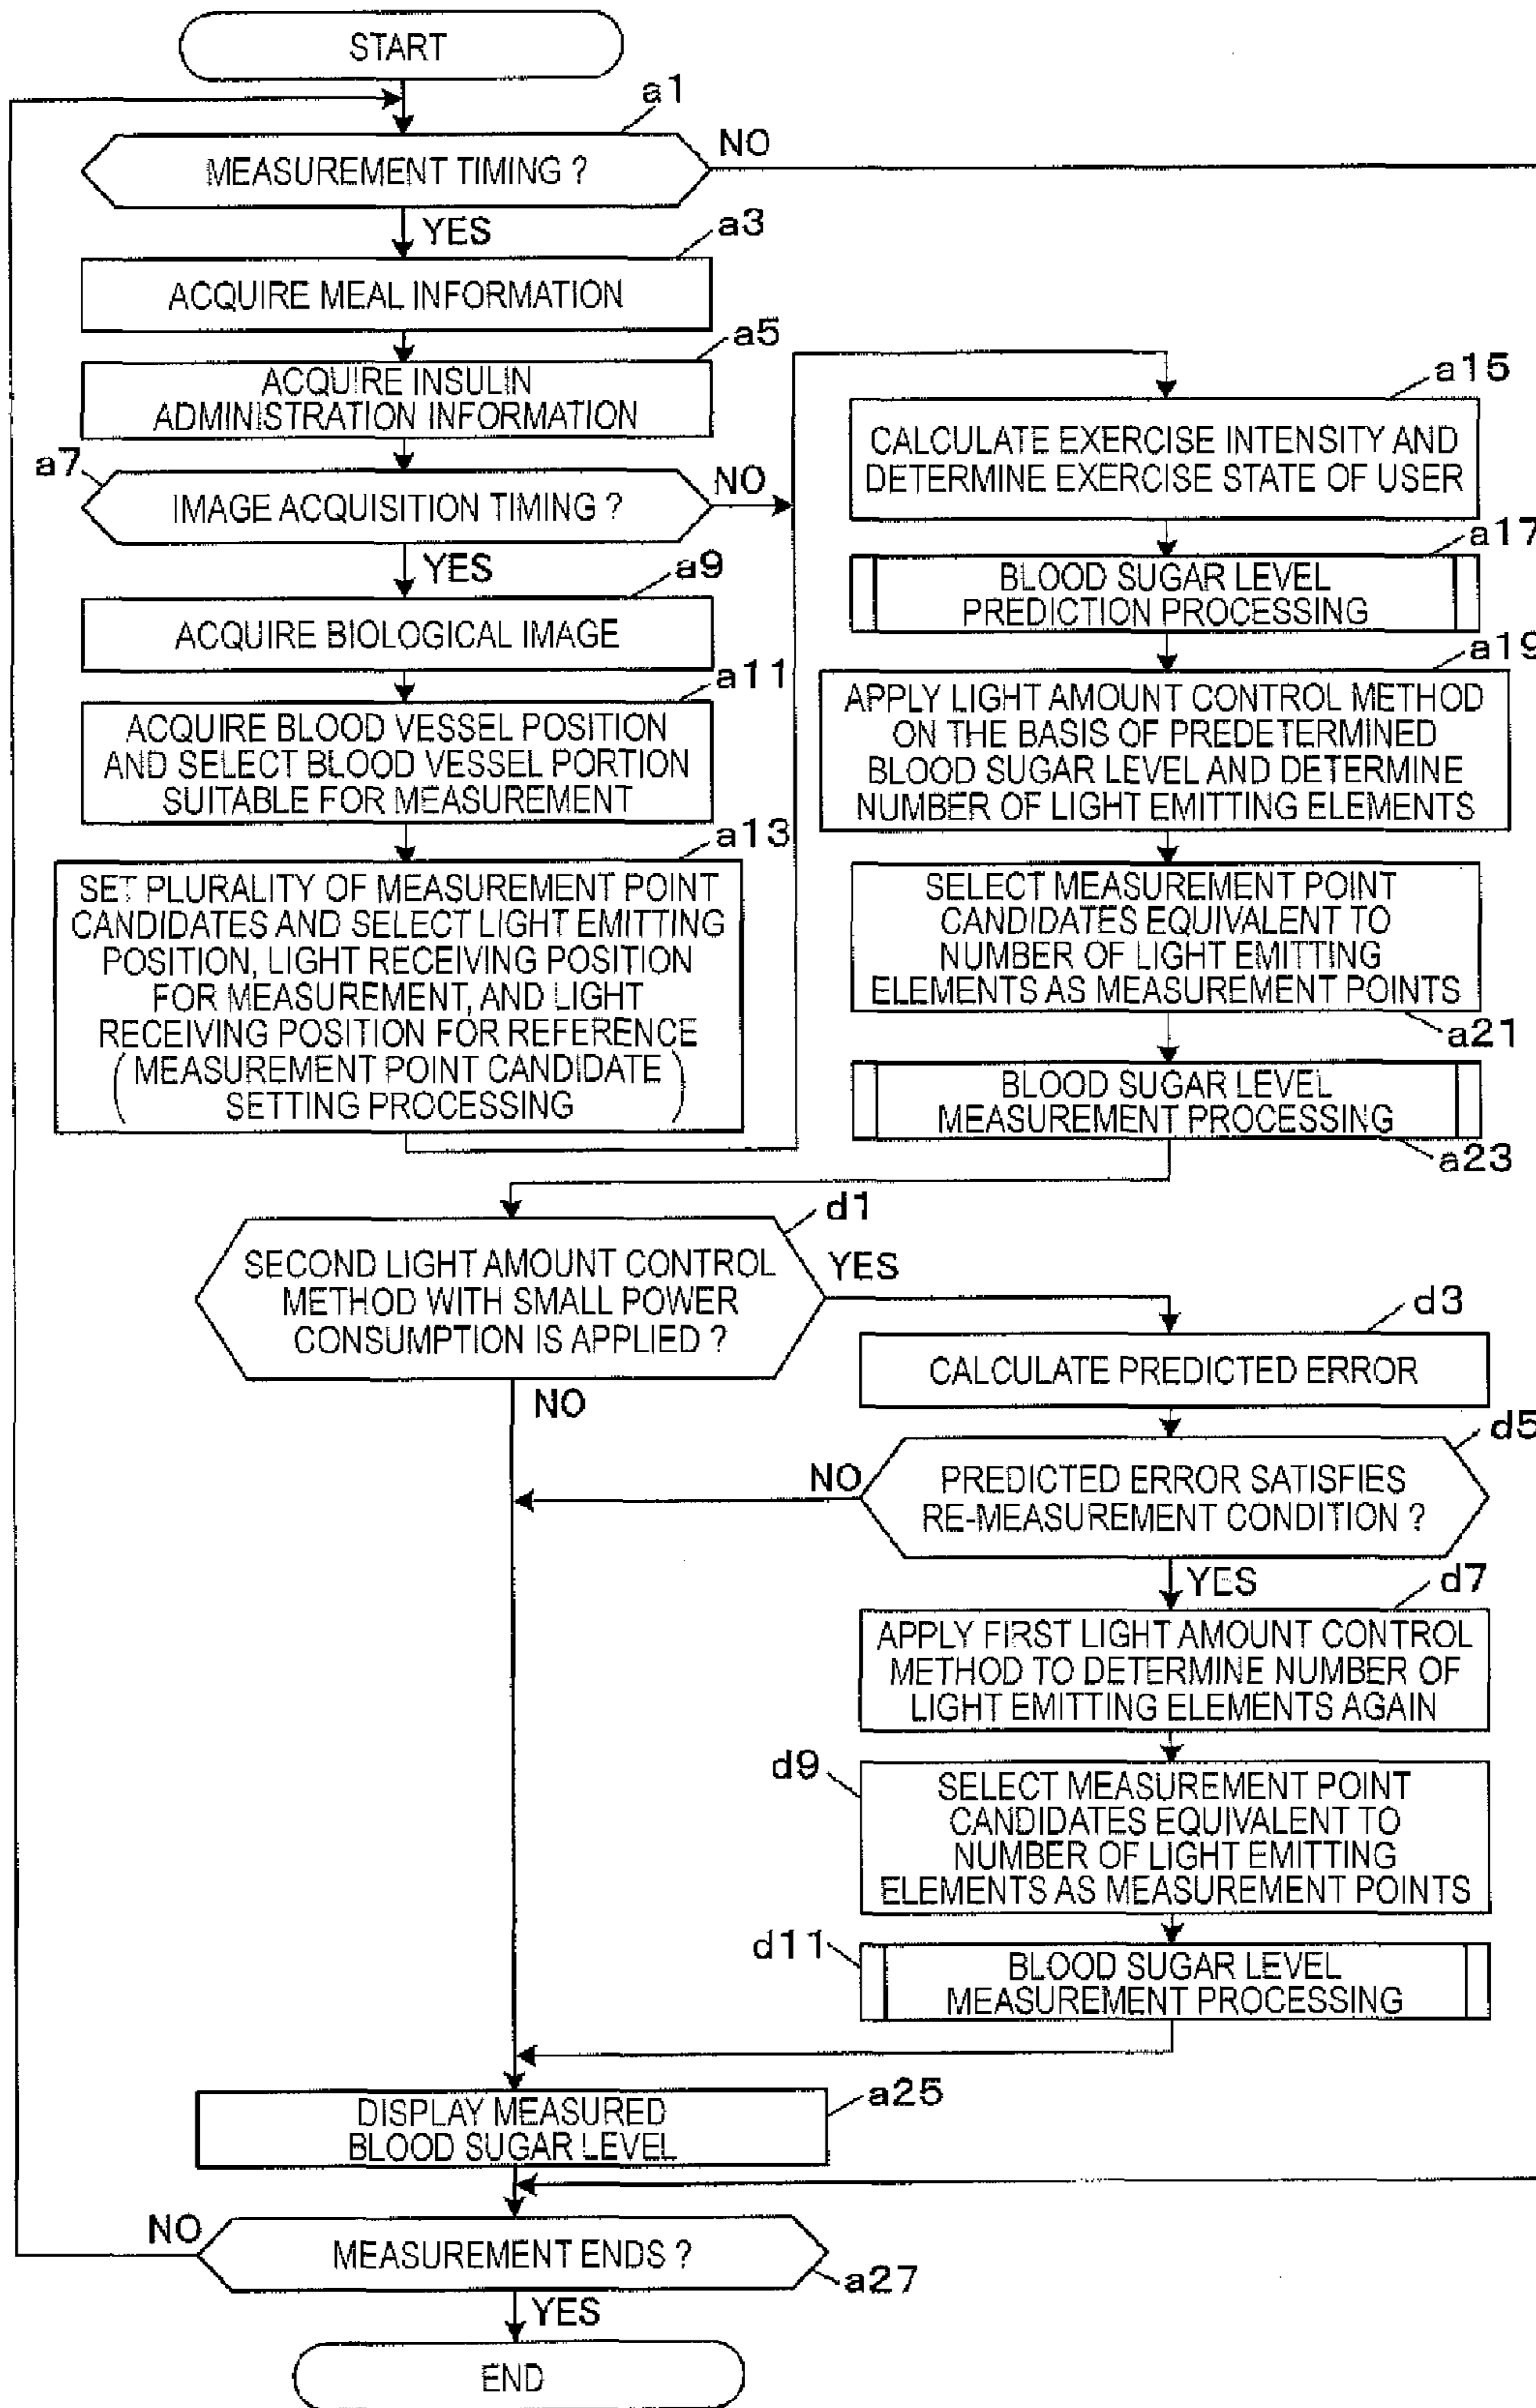 START
a1
MEASUREMENT TIMING ?
NO
YES
a3
ACQUIRE MEAL INFORMATION
a5
ACQUIRE INSULIN
ADMINISTRATION INFORMATION
a7
IMAGE ACQUISITION TIMING ?
NO
YES
a9
ACQUIRE BIOLOGICAL IMAGE
a11
ACQUIRE BLOOD VESSEL POSITION
AND SELECT BLOOD VESSEL PORTION
SUITABLE FOR MEASUREMENT
a13
SET PLURALITY OF MEASUREMENT POINT
CANDIDATES AND SELECT LIGHT EMITTING
POSITION, LIGHT RECEIVING POSITION
FOR MEASUREMENT, AND LIGHT
RECEIVING POSITION FOR REFERENCE
( MEASUREMENT POINT CANDIDATE
SETTING PROCESSING )
a15
CALCULATE EXERCISE INTENSITY AND
DETERMINE EXERCISE STATE OF USER
a17
BLOOD SUGAR LEVEL
PREDICTION PROCESSING
a19
APPLY LIGHT AMOUNT CONTROL METHOD
ON THE BASIS OF PREDETERMINED
BLOOD SUGAR LEVEL AND DETERMINE
NUMBER OF LIGHT EMITTING ELEMENTS
SELECT MEASUREMENT POINT
CANDIDATES EQUIVALENT TO
NUMBER OF LIGHT EMITTING
ELEMENTS AS MEASUREMENT POINTS
a21
BLOOD SUGAR LEVEL
MEASUREMENT PROCESSING
a23
d1
SECOND LIGHT AMOUNT CONTROL
METHOD WITH SMALL POWER
CONSUMPTION IS APPLIED ?
YES
NO
d3
CALCULATE PREDICTED ERROR
d5
PREDICTED ERROR SATISFIES
RE-MEASUREMENT CONDITION ?
NO
YES
d7
APPLY FIRST LIGHT AMOUNT CONTROL
METHOD TO DETERMINE NUMBER OF
LIGHT EMITTING ELEMENTS AGAIN
d9
SELECT MEASUREMENT POINT
CANDIDATES EQUIVALENT TO
NUMBER OF LIGHT EMITTING
ELEMENTS AS MEASUREMENT POINTS
d11
BLOOD SUGAR LEVEL
MEASUREMENT PROCESSING
a25
DISPLAY MEASURED
BLOOD SUGAR LEVEL
NO
MEASUREMENT ENDS ?
a27
YES
END